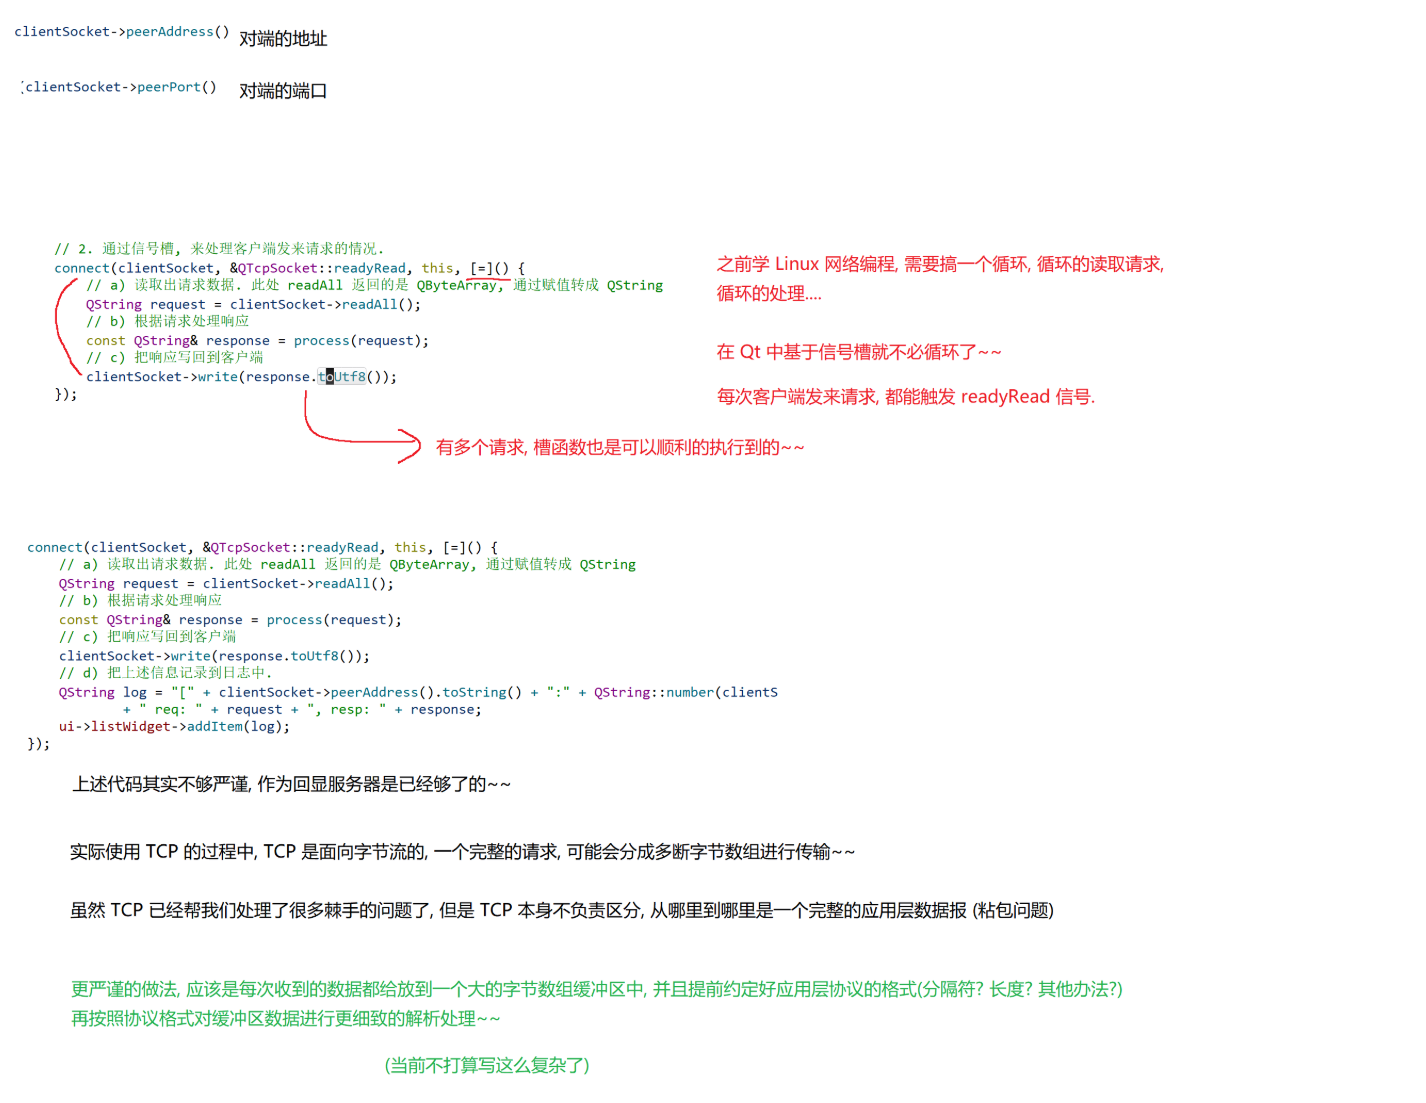 clientSocket->peerAddress() 对端的地址
clientSocket->peerPort() 对端的端口
// 2. 通过信号槽, 来处理客户端发来请求的情况.
connect(clientSocket, &QTcpSocket::readyRead, this, [=]() {
// a) 读取出请求数据. 此处 readAll 返回的是 QByteArray, 通过赋值转成 QString
QString request = clientSocket->readAll();
// b) 根据请求处理响应
const QString& response = process(request);
// c) 把响应写回到客户端
clientSocket->write(response.toUtf8());
});
之前学 Linux 网络编程, 需要搞一个循环, 循环的读取请求,
循环的处理....
在 Qt 中基于信号槽就不必循环了~~
每次客户端发来请求, 都能触发 readyRead 信号.
有多个请求, 槽函数也是可以顺利的执行到的~~
connect(clientSocket, &QTcpSocket::readyRead, this, [=]() {
// a) 读取出请求数据. 此处 readAll 返回的是 QByteArray, 通过赋值转成 QString
QString request = clientSocket->readAll();
// b) 根据请求处理响应
const QString& response = process(request);
// c) 把响应写回到客户端
clientSocket->write(response.toUtf8());
// d) 把上述信息记录到日志中.
QString log = "[" + clientSocket->peerAddress().toString() + ":" + QString::number(clientS
+ " req: " + request + ", resp: " + response;
ui->listWidget->addItem(log);
});
上述代码其实不够严谨, 作为回显服务器是已经够了的~~
实际使用 TCP 的过程中, TCP 是面向字节流的, 一个完整的请求, 可能会分成多断字节数组进行传输~~
虽然 TCP 已经帮我们处理了很多棘手的问题了, 但是 TCP 本身不负责区分, 从哪里到哪里是一个完整的应用层数据报 (粘包问题)
更严谨的做法, 应该是每次收到的数据都给放到一个大的字节数组缓冲区中, 并且提前约定好应用层协议的格式(分隔符? 长度? 其他办法?)
再按照协议格式对缓冲区数据进行更细致的解析处理~~
(当前不打算写这么复杂了)